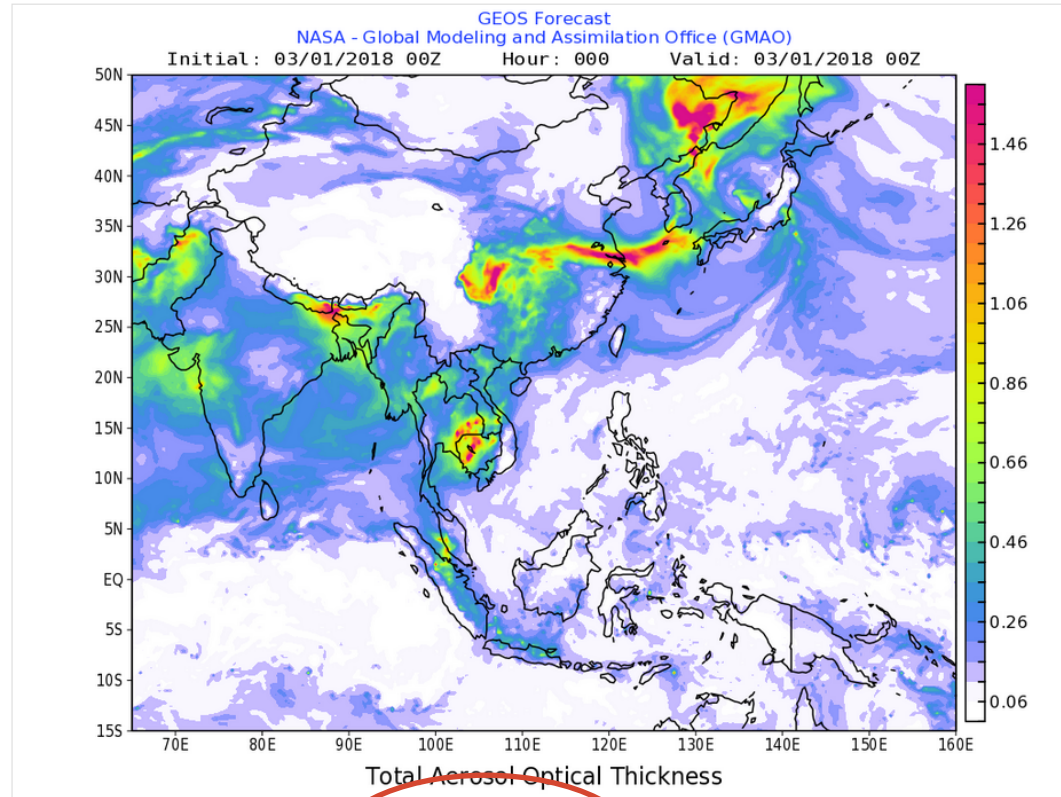 GEOS Forecast
NASA - Global Modeling and Assimilation Office (GMAO)
Initial: 03/01/2018 00Z Hour: 000 Valid: 03/01/2018 00Z
50N
45N
40N
35N
30N
25N
20N
15N
10N
5N
EQ
5S
10S
15S
70E 80E 90E 100E 110E 120E 130E 140E 150E 160E
1.46
1.26
1.06
0.86
0.66
0.46
0.26
0.06
Total Aerosol Optical Thickness